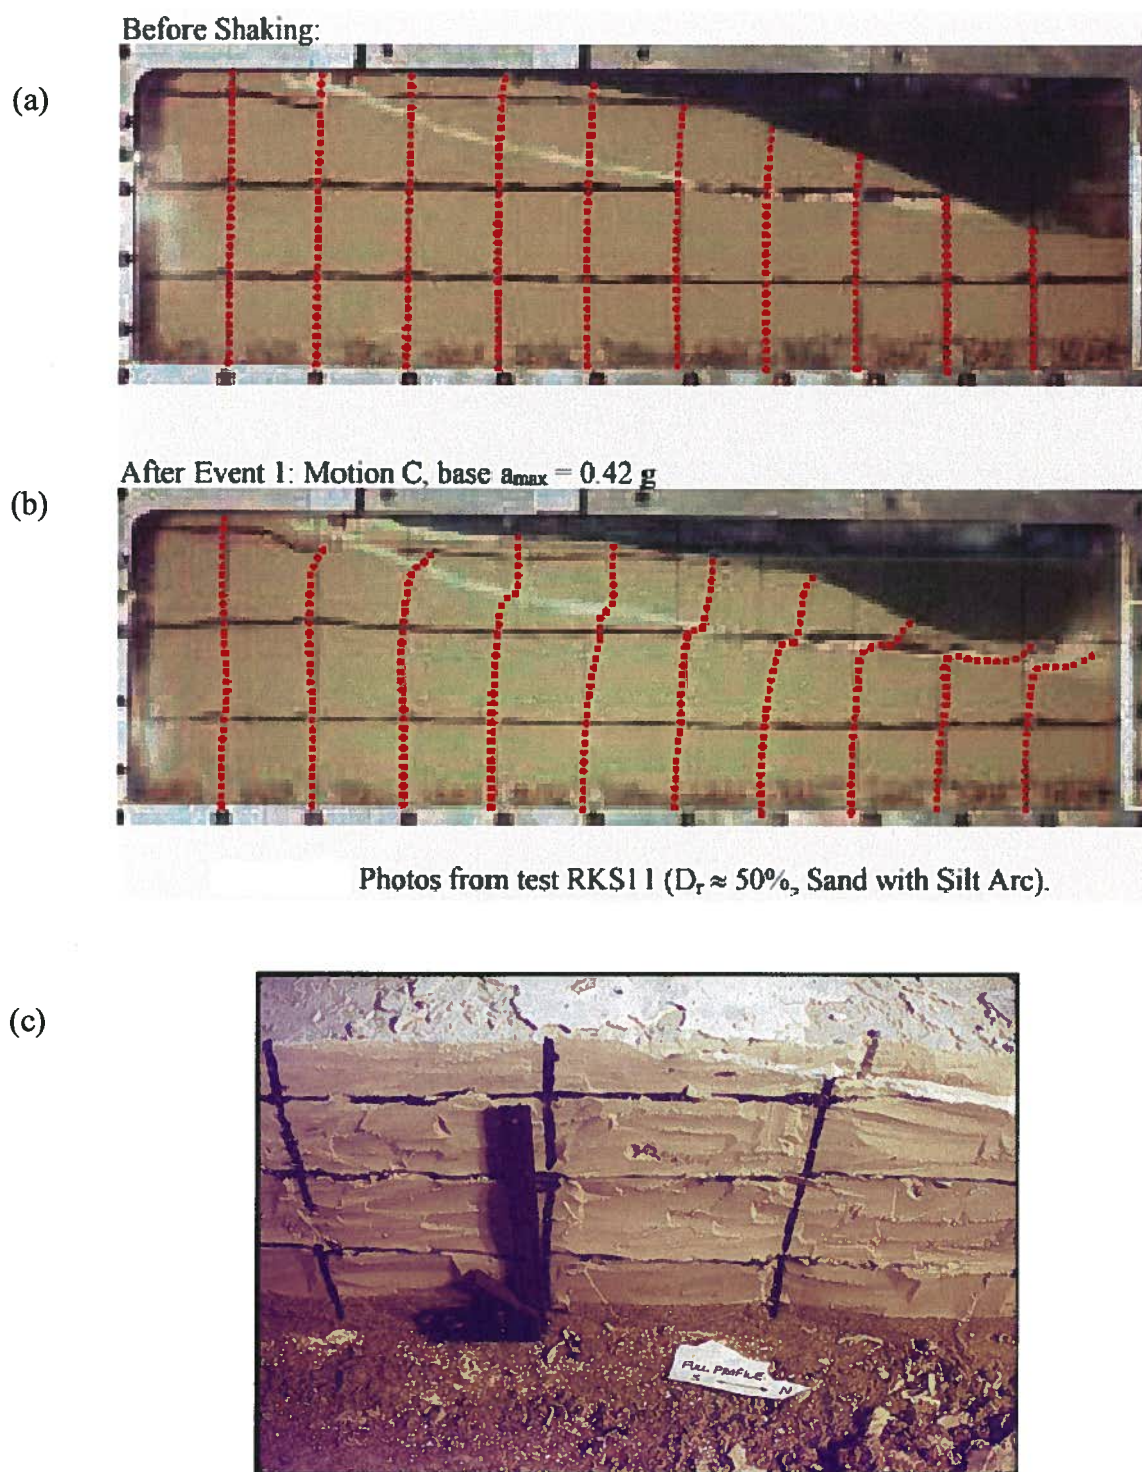 Before Shaking:
(a)
After Event 1: Motion C, base amax = 0.42 g
(b)
Photos from test RKS11 (Dr ≈ 50%, Sand with Silt Arc).
(c)
FULL PROFILE
S N